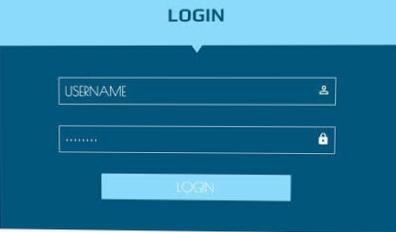 LOGIN
USERNAME
........
LOGIN